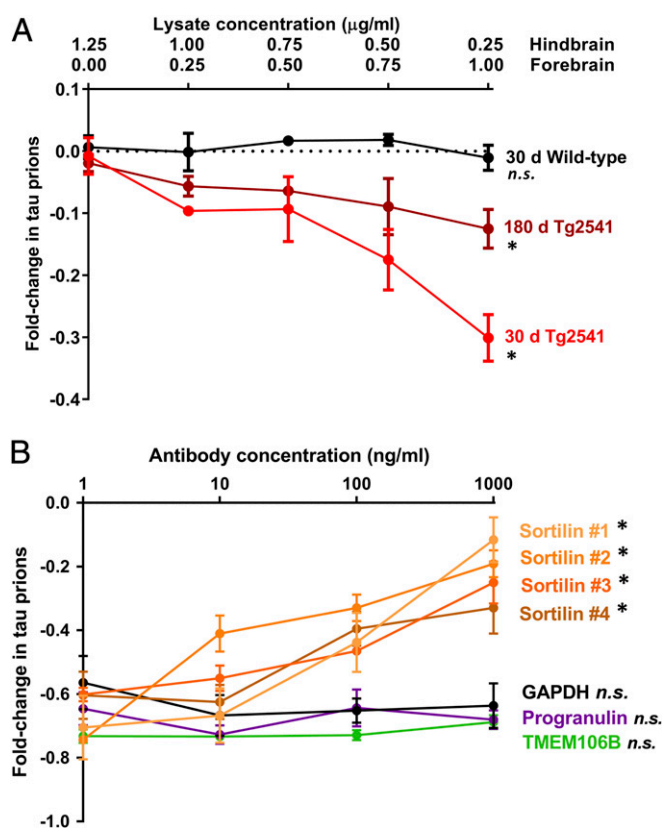 A
Lysate concentration (μg/ml)
1.25 1.00 0.75 0.50 0.25 Hindbrain
0.00 0.25 0.50 0.75 1.00 Forebrain
Fold-change in tau prions
0.1
0.0
-0.1
-0.2
-0.3
-0.4
30 d Wild-type
n.s.
180 d Tg2541
*
30 d Tg2541
*
B
Antibody concentration (ng/ml)
1 10 100 1000
Fold-change in tau prions
0.0
-0.2
-0.4
-0.6
-0.8
-1.0
Sortilin #1 *
Sortilin #2 *
Sortilin #3 *
Sortilin #4 *
GAPDH n.s.
Progranulin n.s.
TMEM106B n.s.